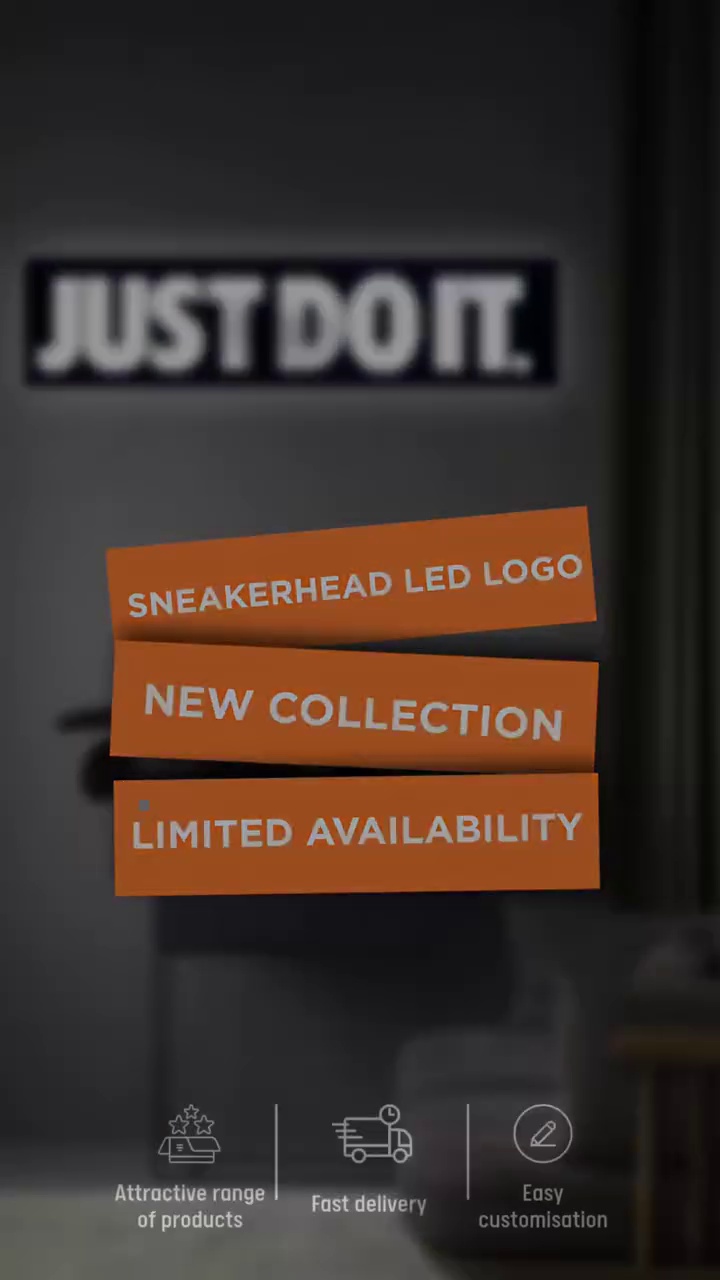 JUST DO IT.
SNEAKERHEAD LED LOGO
NEW COLLECTION
LIMITED AVAILABILITY
Attractive range
of products
Fast delivery
Easy
customisation